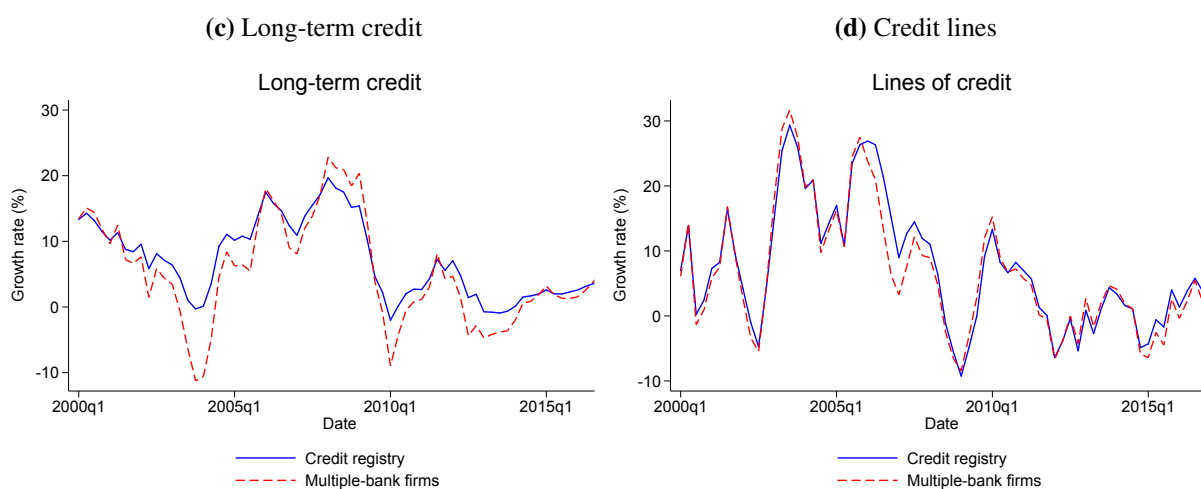 (c) Long-term credit
Long-term credit
30
20
10
0
-10
Growth rate (%)
2000q1 2005q1 2010q1 2015q1
Date
Credit registry
Multiple-bank firms
(d) Credit lines
Lines of credit
30
20
10
0
-10
Growth rate (%)
2000q1 2005q1 2010q1 2015q1
Date
Credit registry
Multiple-bank firms